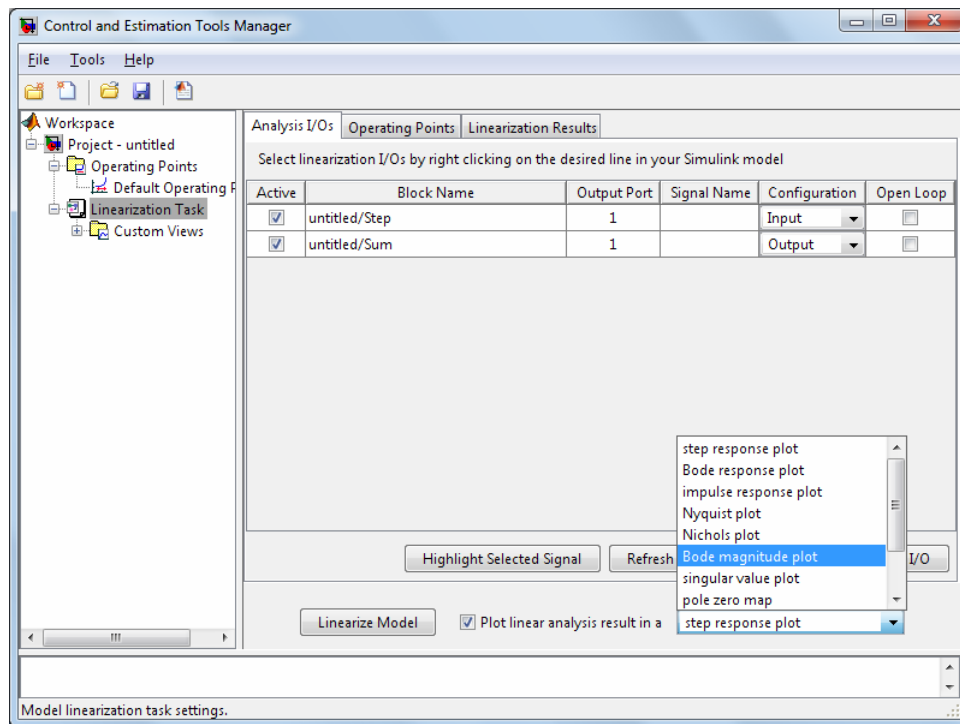 Control and Estimation Tools Manager
File Tools Help
Workspace
Project - untitled
Operating Points
Default Operating
Linearization Task
Custom Views
Analysis I/Os Operating Points Linearization Results
Select linearization I/Os by right clicking on the desired line in your Simulink model
Active Block Name Output Port Signal Name Configuration Open Loop
untitled/Step 1 Input
untitled/Sum 1 Output
step response plot
Bode response plot
impulse response plot
Nyquist plot
Nichols plot
Bode magnitude plot
singular value plot
pole zero map
Highlight Selected Signal Refresh I/O
Linearize Model Plot linear analysis result in a step response plot
Model linearization task settings.